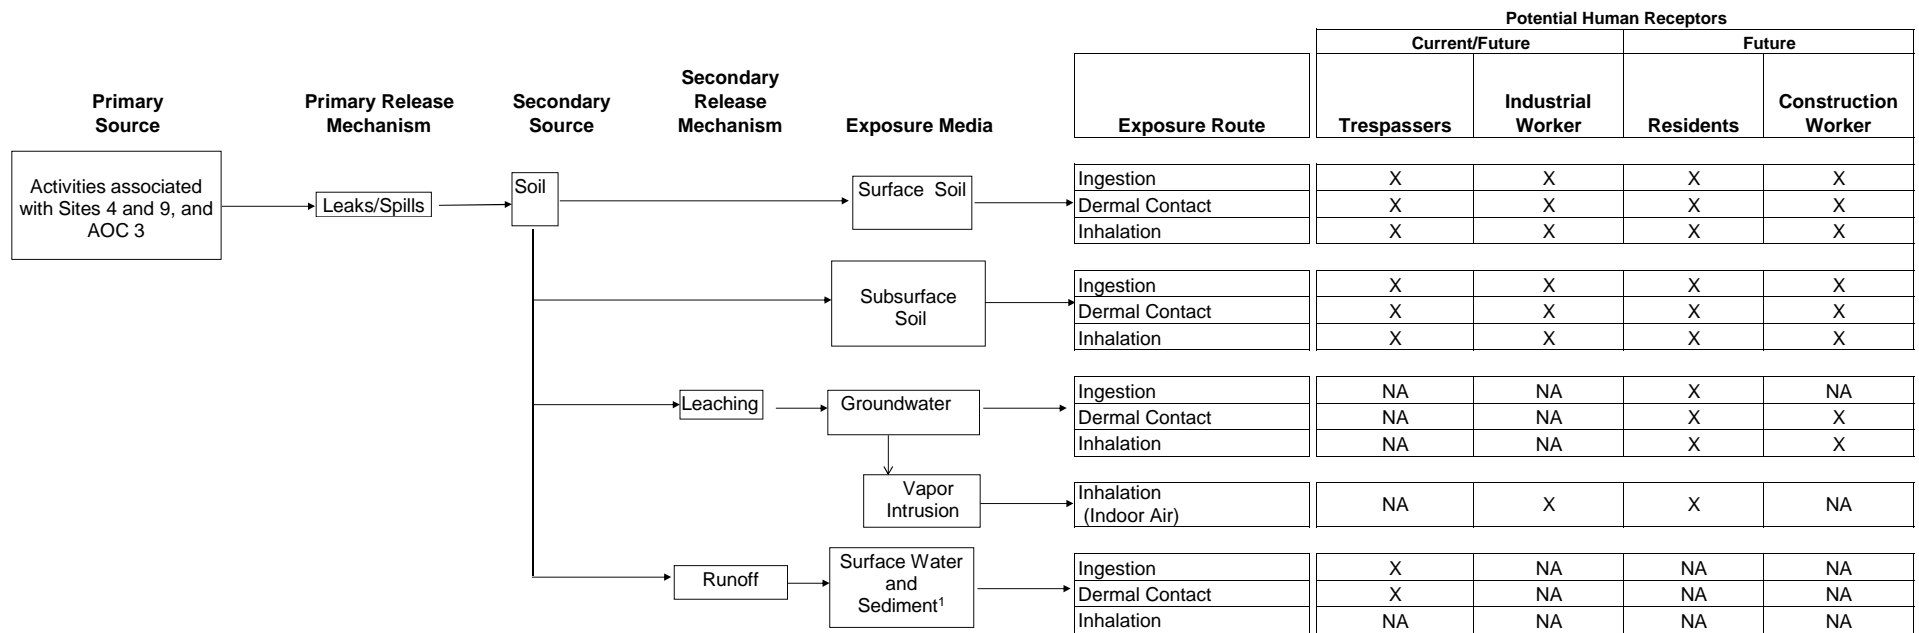 Potential Human Receptors
Current/Future
Future
Primary
Source
Primary Release
Mechanism
Secondary
Source
Secondary
Release
Mechanism
Exposure Media
Exposure Route
Trespassers
Industrial
Worker
Residents
Construction
Worker
Activities associated
with Sites 4 and 9, and
AOC 3
Leaks/Spills
Soil
Surface Soil
Ingestion X X X X
Dermal Contact X X X X
Inhalation X X X X
Subsurface
Soil
Ingestion X X X X
Dermal Contact X X X X
Inhalation X X X X
Leaching
Groundwater
Ingestion NA NA X NA
Dermal Contact NA NA X X
Inhalation NA NA X X
Vapor
Intrusion
Inhalation
(Indoor Air)
NA X X NA
Runoff
Surface Water
and
Sediment¹
Ingestion X NA NA NA
Dermal Contact X NA NA NA
Inhalation NA NA NA NA